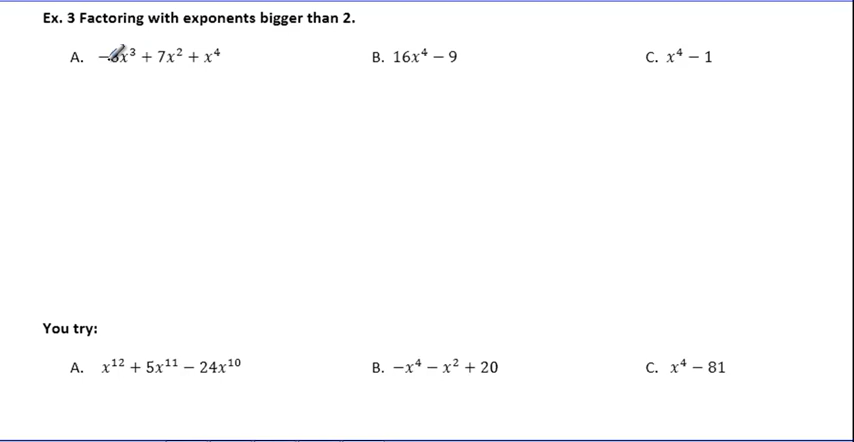 Ex. 3 Factoring with exponents bigger than 2.
A. −8x³ + 7x² + x⁴ B. 16x⁴ − 9 C. x⁴ − 1
You try:
A. x¹² + 5x¹¹ − 24x¹⁰ B. −x⁴ − x² + 20 C. x⁴ − 81